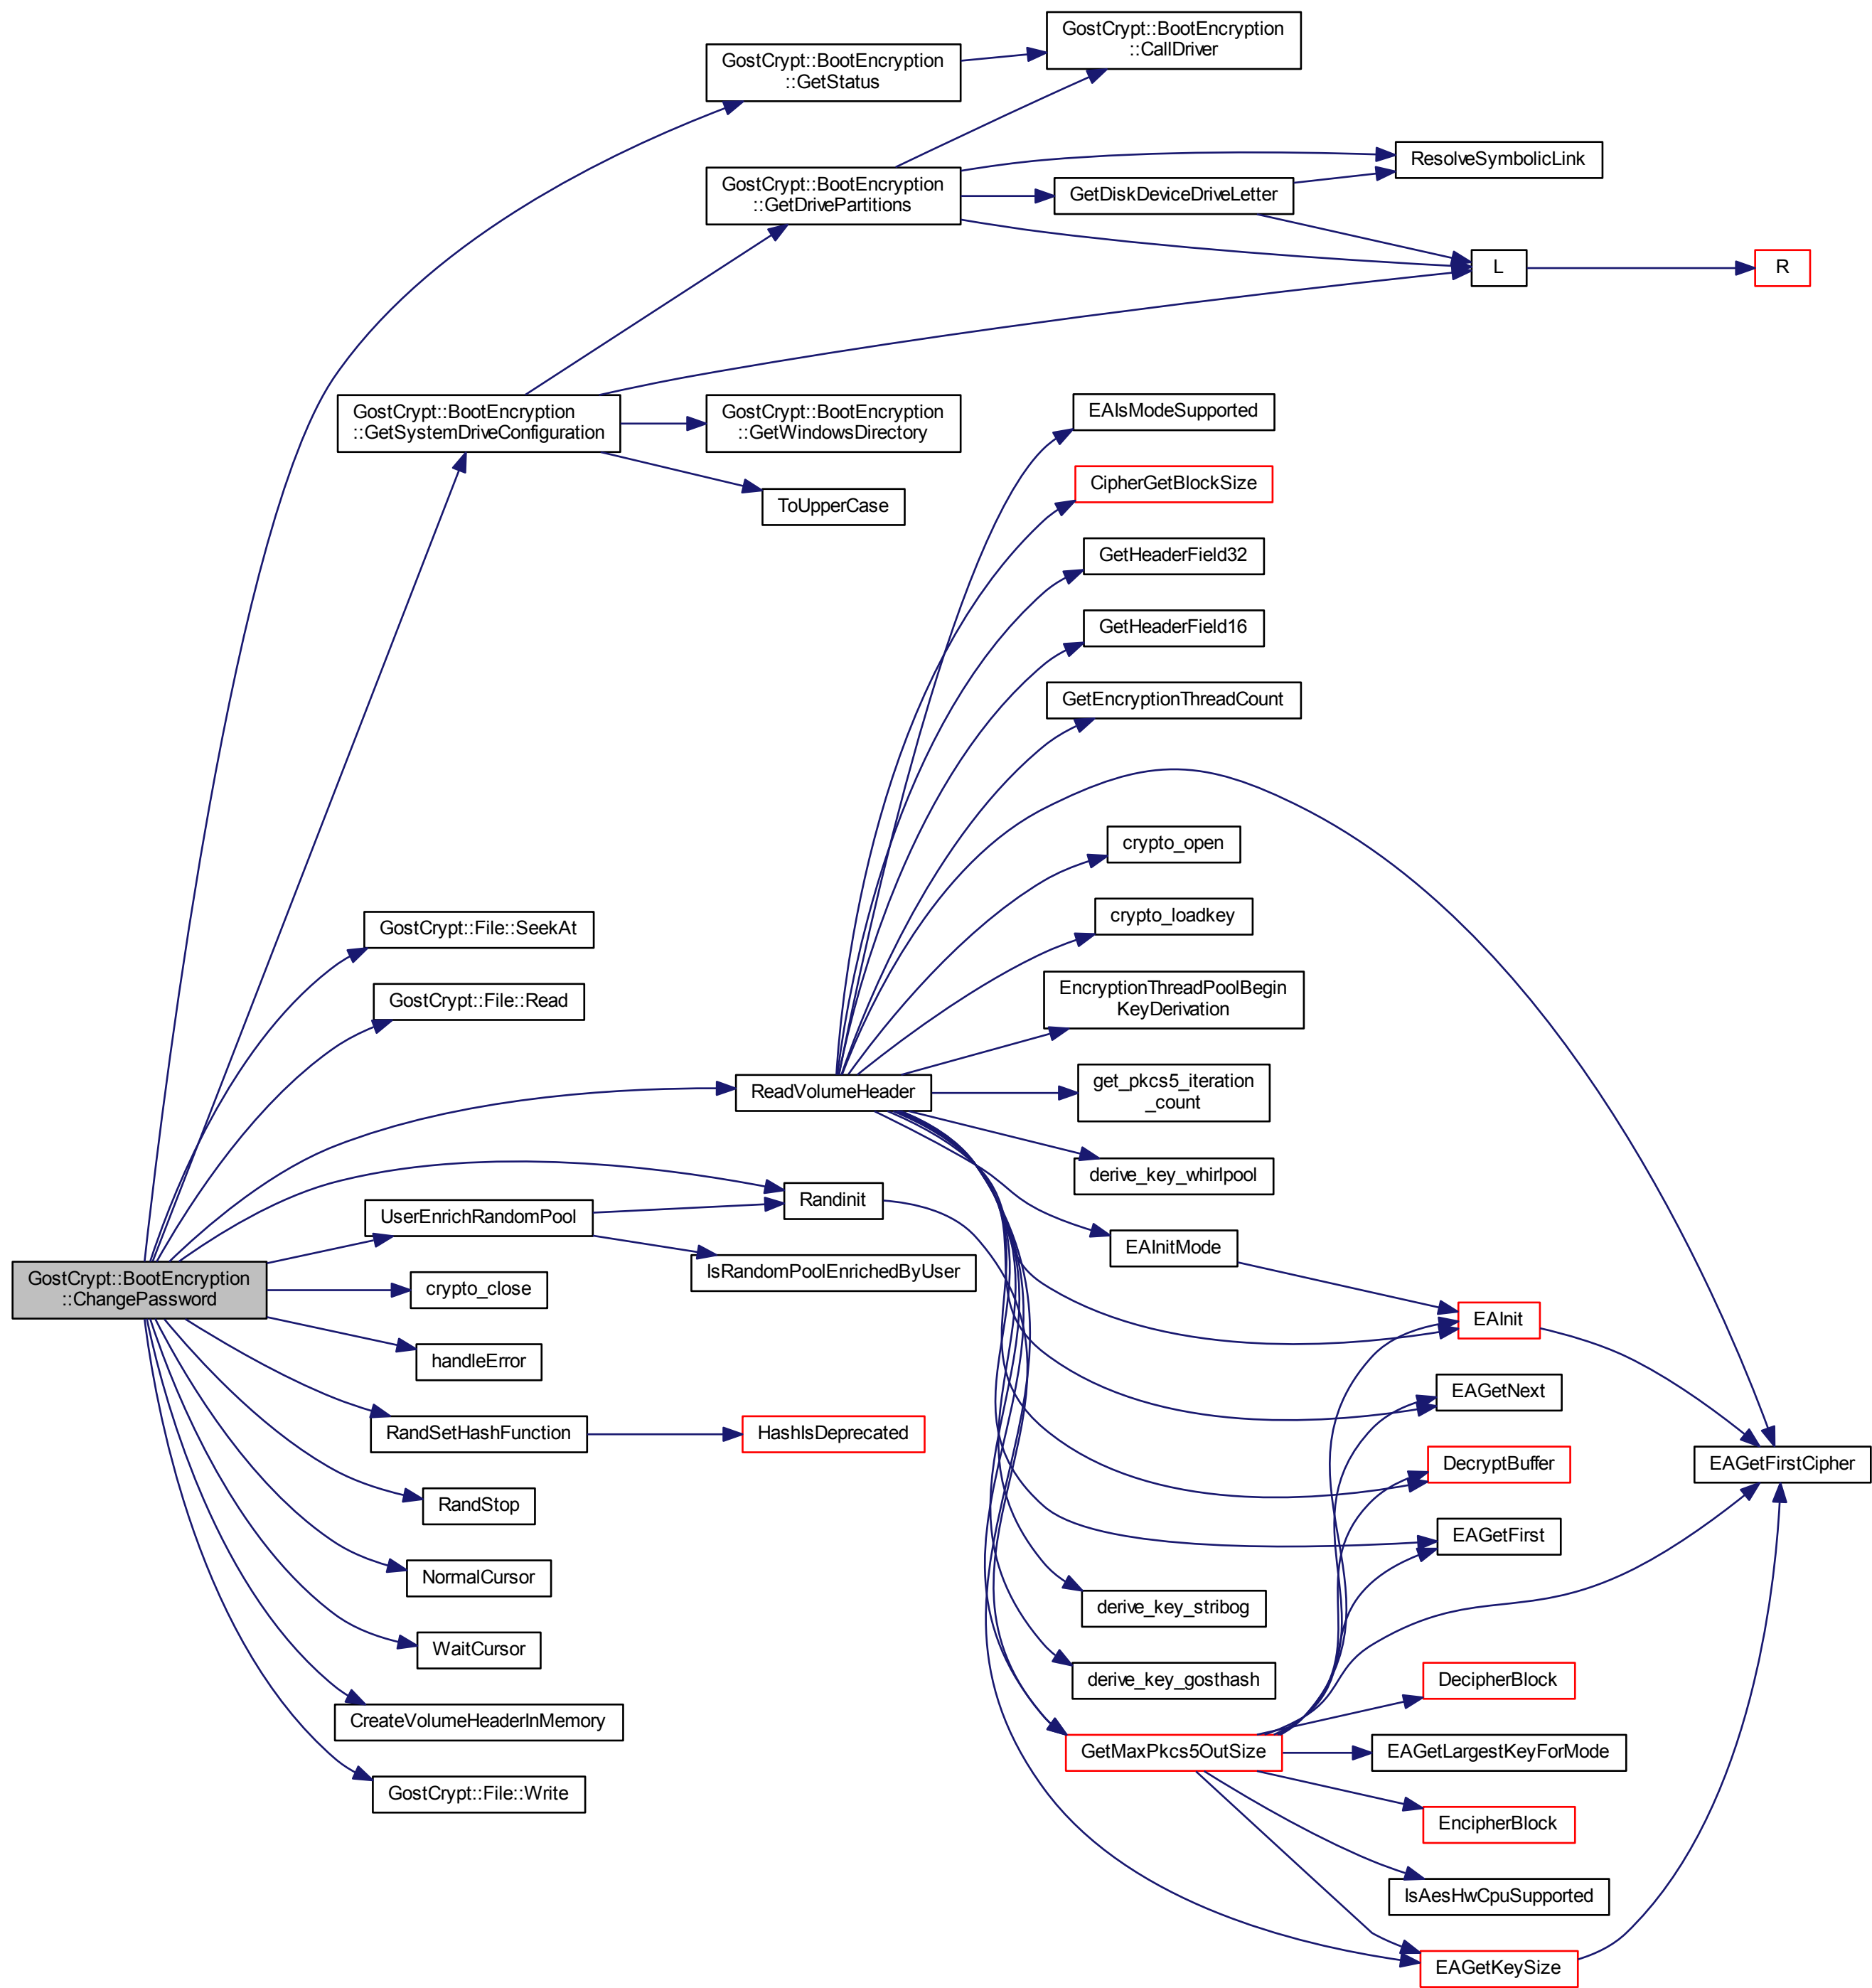 GostCrypt::BootEncryption
::CallDriver
GostCrypt::BootEncryption
::GetStatus
ResolveSymbolicLink
GostCrypt::BootEncryption
::GetDrivePartitions
GetDiskDeviceDriveLetter
L
R
GostCrypt::BootEncryption
::GetSystemDriveConfiguration
GostCrypt::BootEncryption
::GetWindowsDirectory
ToUpperCase
EAIsModeSupported
CipherGetBlockSize
GetHeaderField32
GetHeaderField16
GetEncryptionThreadCount
crypto_open
crypto_loadkey
GostCrypt::File::SeekAt
GostCrypt::File::Read
EncryptionThreadPoolBegin
KeyDerivation
ReadVolumeHeader
get_pkcs5_iteration
_count
derive_key_whirlpool
Randinit
UserEnrichRandomPool
EAInitMode
IsRandomPoolEnrichedByUser
GostCrypt::BootEncryption
::ChangePassword
crypto_close
EAInit
handleError
EAGetNext
RandSetHashFunction
HashIsDeprecated
DecryptBuffer
EAGetFirstCipher
RandStop
EAGetFirst
NormalCursor
derive_key_stribog
WaitCursor
derive_key_gosthash
DecipherBlock
CreateVolumeHeaderInMemory
GetMaxPkcs5OutSize
EAGetLargestKeyForMode
GostCrypt::File::Write
EncipherBlock
IsAesHwCpuSupported
EAGetKeySize